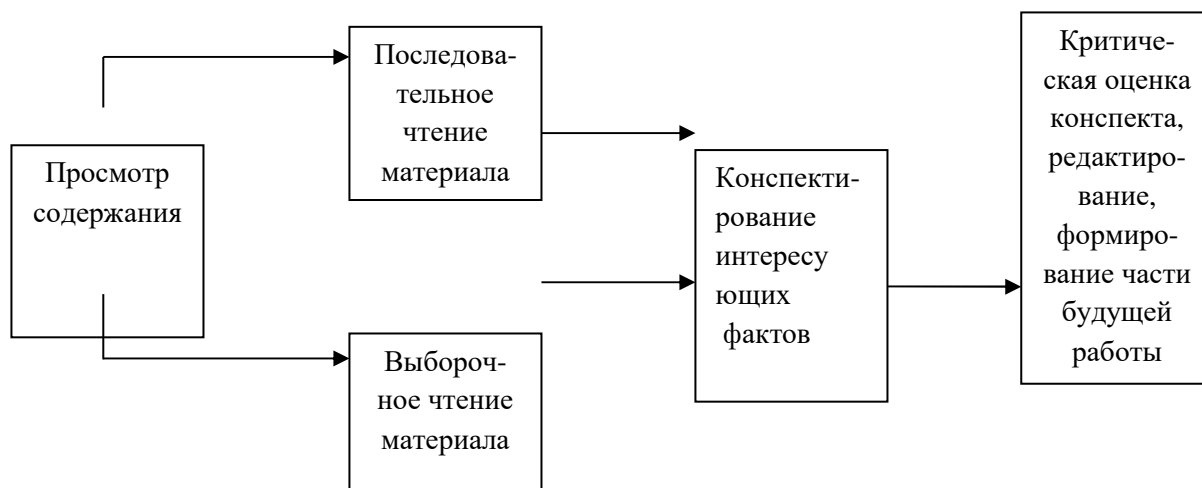 Просмотр
содержания
Последова-
тельное
чтение
материала
Выбороч-
ное чтение
материала
Конспекти-
рование
интересу
ющих
фактов
Критиче-
ская оценка
конспекта,
редактиро-
вание,
формиро-
вание части
будущей
работы